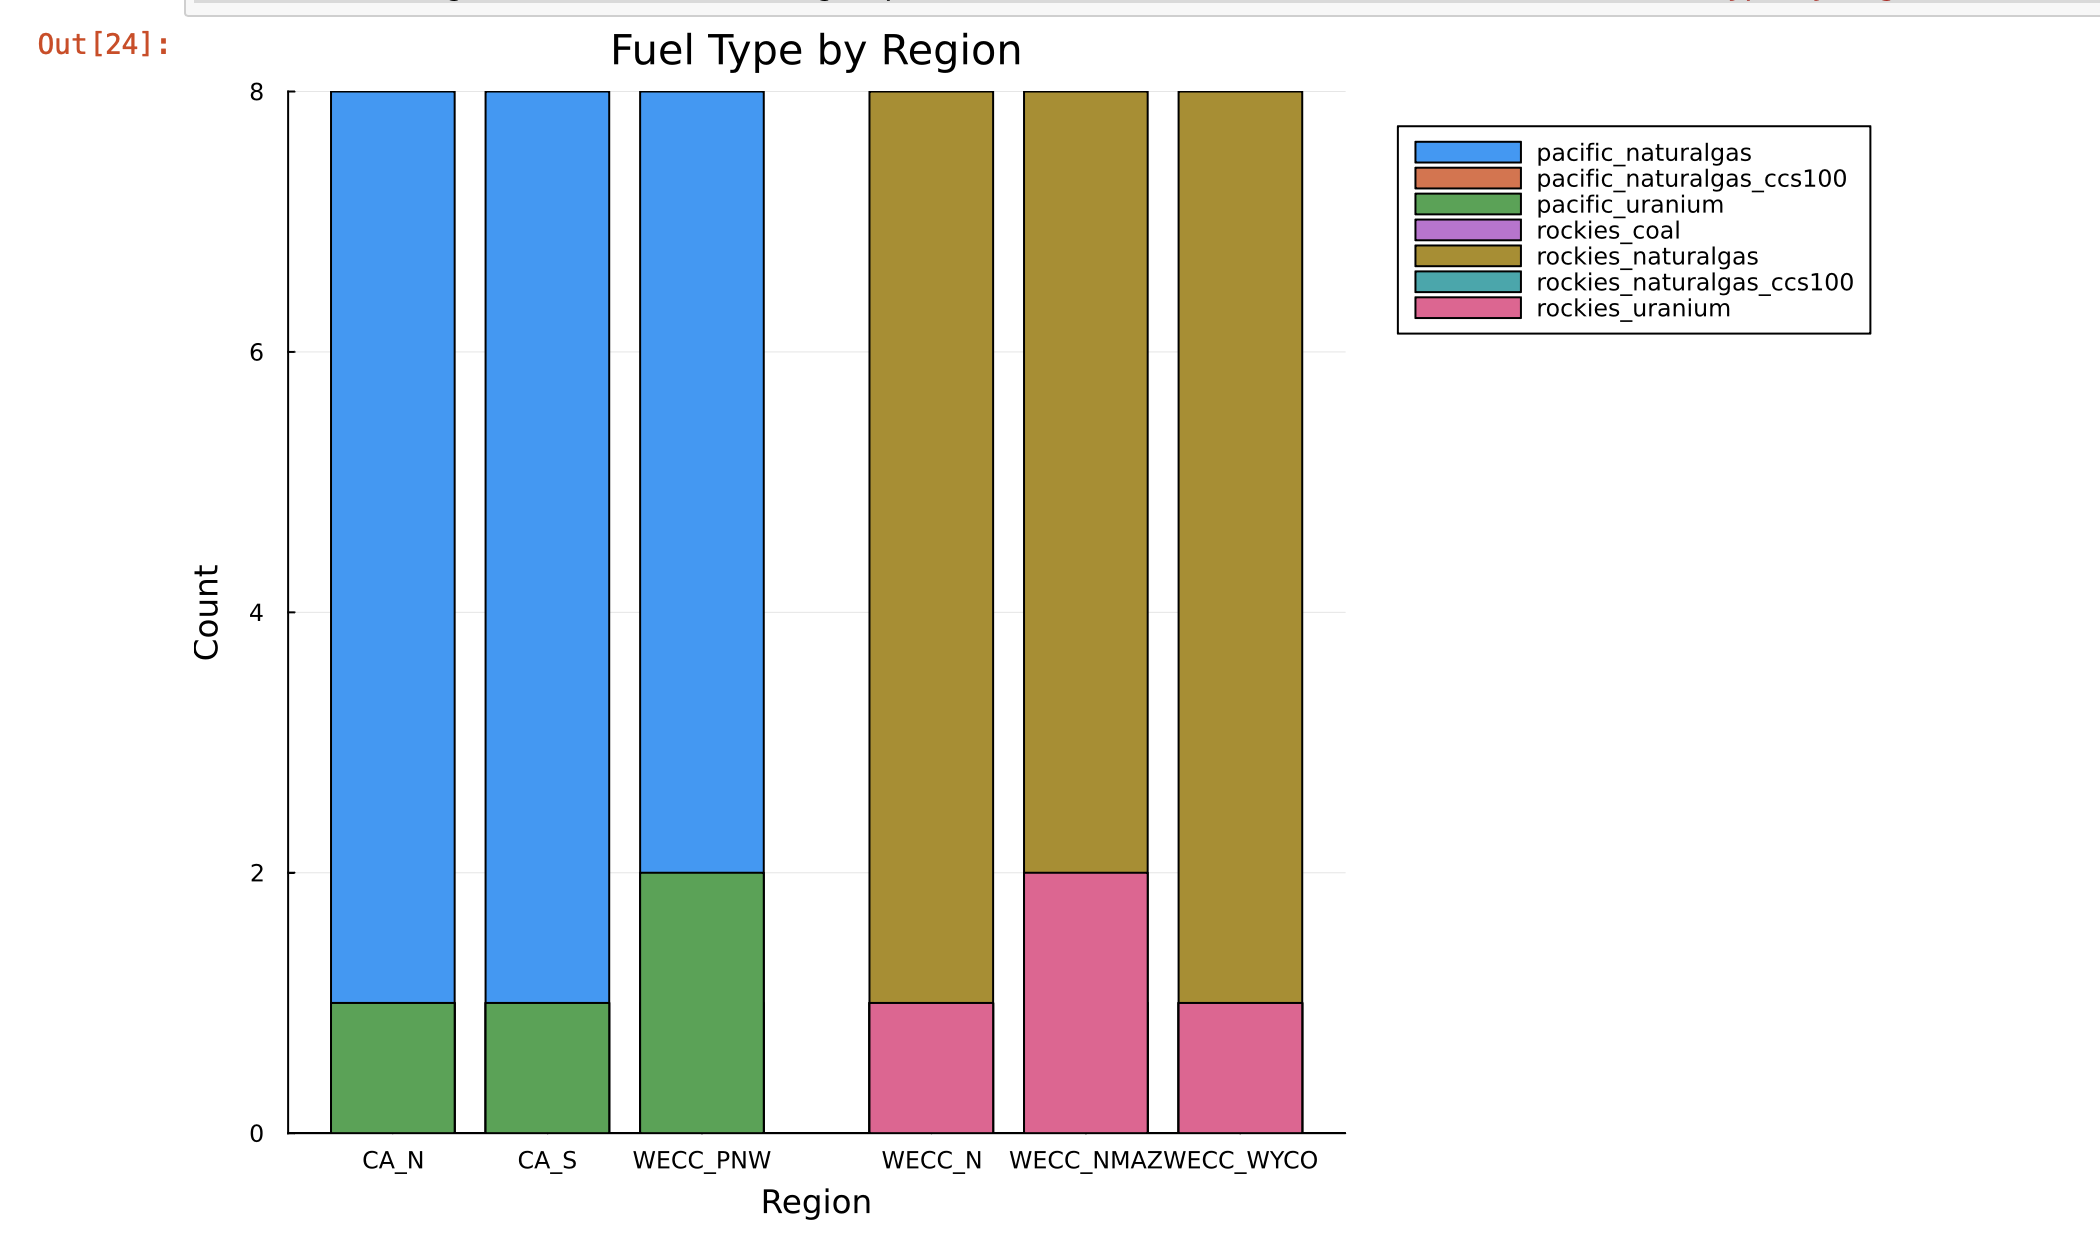 Out[24]:
Fuel Type by Region
8
6
4
2
0
Count
CA_N CA_S WECC_PNW WECC_N WECC_NMAZ WECC_WYCO
Region
pacific_naturalgas
pacific_naturalgas_ccs100
pacific_uranium
rockies_coal
rockies_naturalgas
rockies_naturalgas_ccs100
rockies_uranium